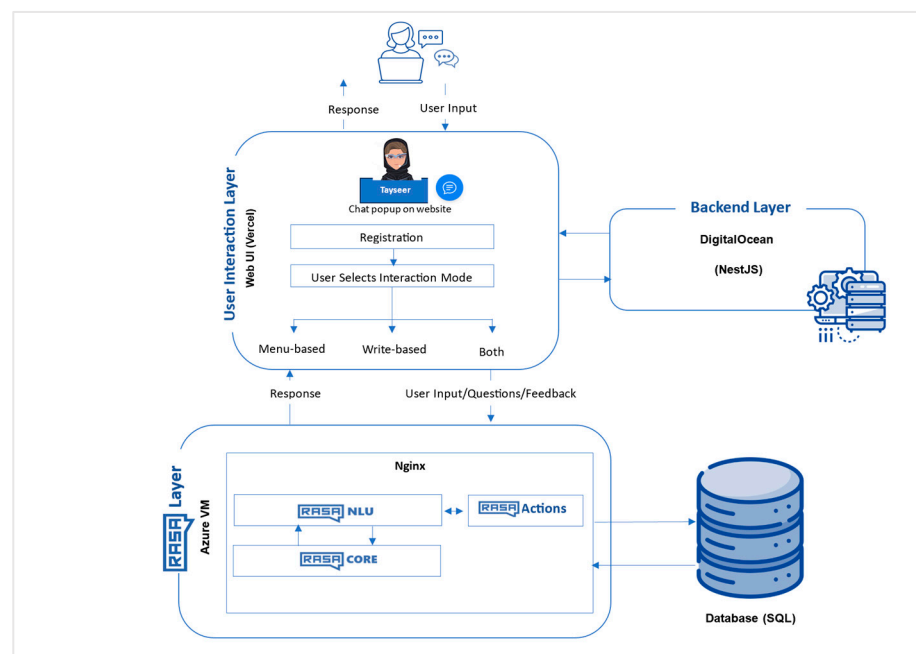 Response
User Input
User Interaction Layer
Web UI (Vercel)
Tayseer
Chat popup on website
Registration
User Selects Interaction Mode
Menu-based
Write-based
Both
Backend Layer
DigitalOcean
(NestJS)
Response
User Input/Questions/Feedback
RASA Layer
Azure VM
Nginx
RASA NLU
RASA Actions
RASA CORE
Database (SQL)